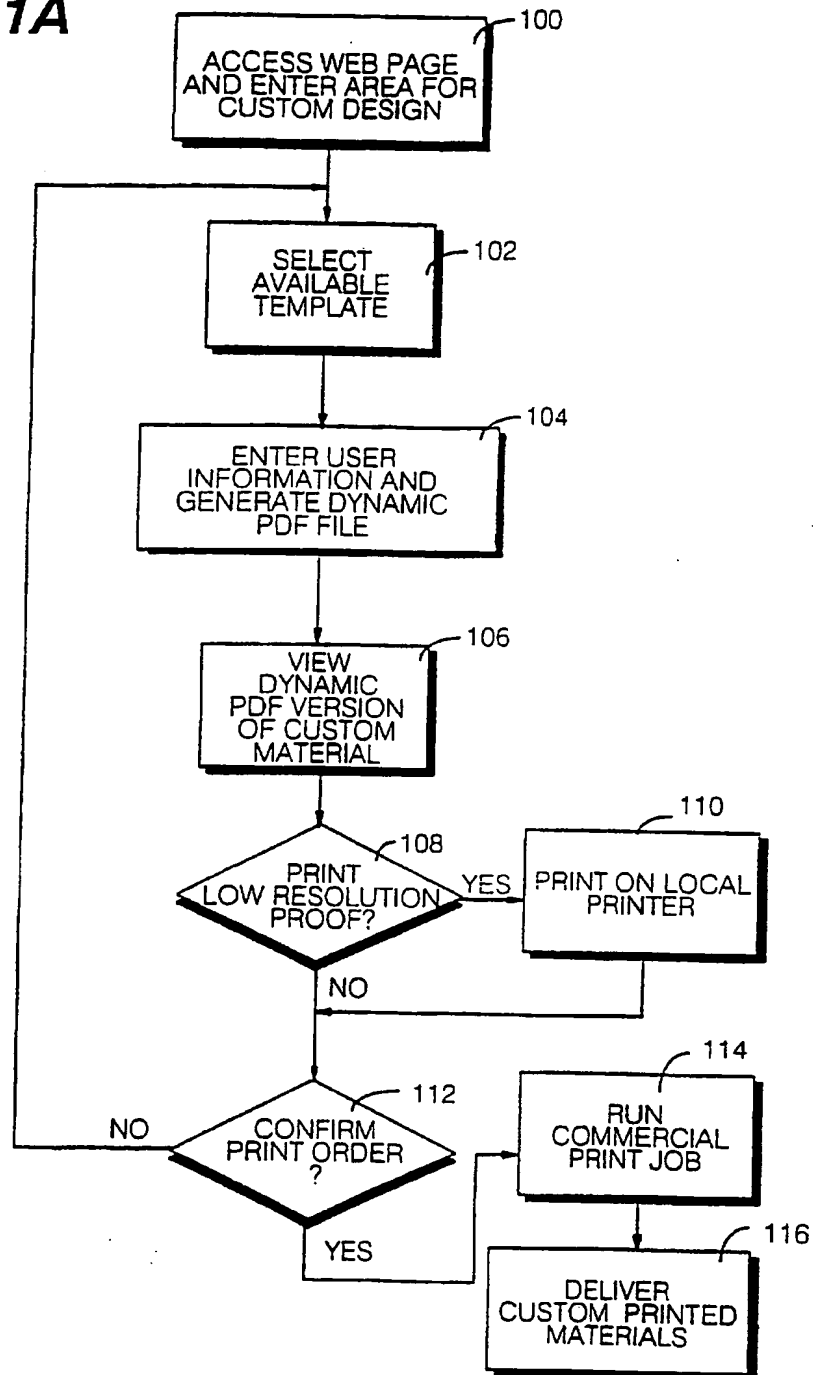 1A
100
ACCESS WEB PAGE
AND ENTER AREA FOR
CUSTOM DESIGN
102
SELECT
AVAILABLE
TEMPLATE
104
ENTER USER
INFORMATION AND
GENERATE DYNAMIC
PDF FILE
106
VIEW
DYNAMIC
PDF VERSION
OF CUSTOM
MATERIAL
108
PRINT
LOW RESOLUTION
PROOF?
YES
110
PRINT ON LOCAL
PRINTER
NO
112
CONFIRM
PRINT ORDER
?
NO
YES
114
RUN
COMMERCIAL
PRINT JOB
116
DELIVER
CUSTOM PRINTED
MATERIALS